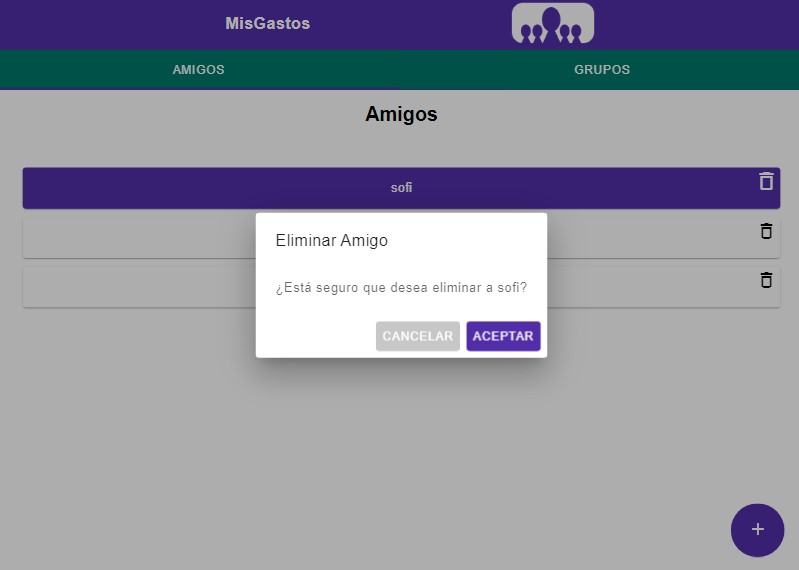 MisGastos
AMIGOS
GRUPOS
Amigos
sofi
Eliminar Amigo
¿Está seguro que desea eliminar a sofi?
CANCELAR
ACEPTAR
+